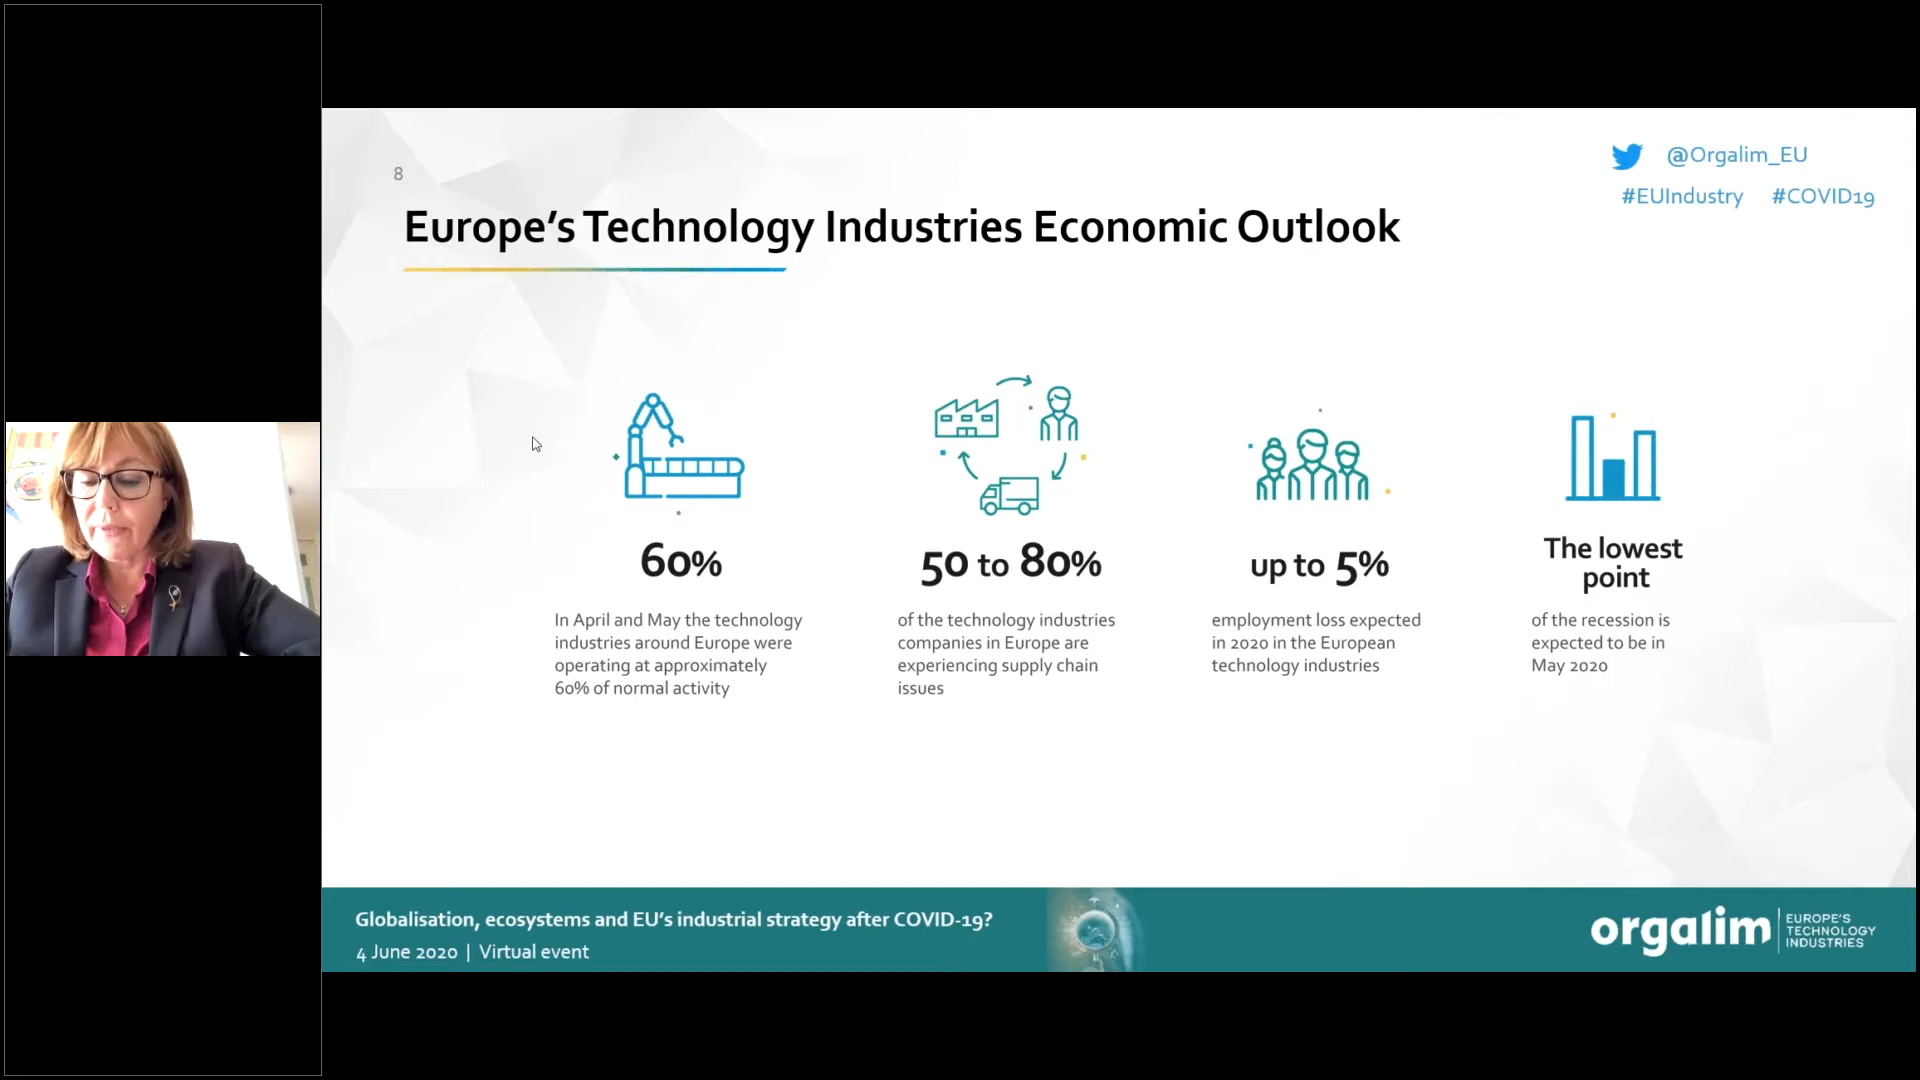 @Orgalim_EU
#EUIndustry #COVID19
8
Europe's Technology Industries Economic Outlook
60%
In April and May the technology
industries around Europe were
operating at approximately
60% of normal activity
50 to 80%
of the technology industries
companies in Europe are
experiencing supply chain
issues
up to 5%
employment loss expected
in 2020 in the European
technology industries
The lowest
point
of the recession is
expected to be in
May 2020
Globalisation, ecosystems and EU's industrial strategy after COVID-19?
4 June 2020 | Virtual event
orgalim
EUROPE'S
TECHNOLOGY
INDUSTRIES